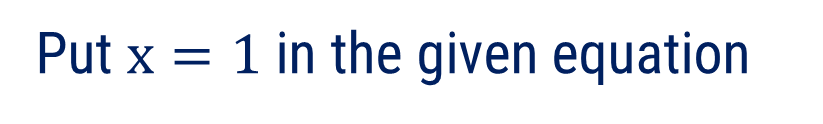 Put x = 1 in the given equation